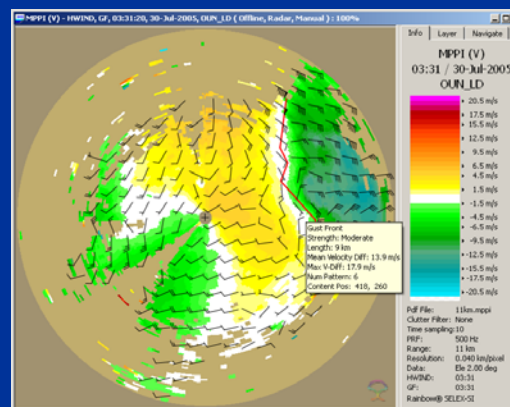 MPPI (V) - HWIND, GF, 03:31:20, 30-Jul-2005, OUN_LD ( Offline, Radar, Manual ) : 100%
Info Layer Navigate
MPPI (V)
03:31 / 30-Jul-2005
OUN_LD
20.5 m/s
17.5 m/s
15.5 m/s
12.5 m/s
9.5 m/s
6.5 m/s
4.5 m/s
1.5 m/s
-1.5 m/s
-4.5 m/s
-6.5 m/s
-9.5 m/s
-12.5 m/s
-15.5 m/s
-17.5 m/s
-20.5 m/s
Gust Front
Strength: Moderate
Length: 9 km
Mean Velocity Diff: 13.9 m/s
Max V-Diff: 17.9 m/s
Num Pattern: 6
Content Pos: 418, 260
Pdf File: 11km.mppi
Clutter Filter: None
Time sampling: 10
PRF: 500 Hz
Range: 11 km
Resolution: 0.040 km/pixel
Data: Ele 2.00 deg
HWIND: 03:31
GF: 03:31
Rainbow® SELEX-SI